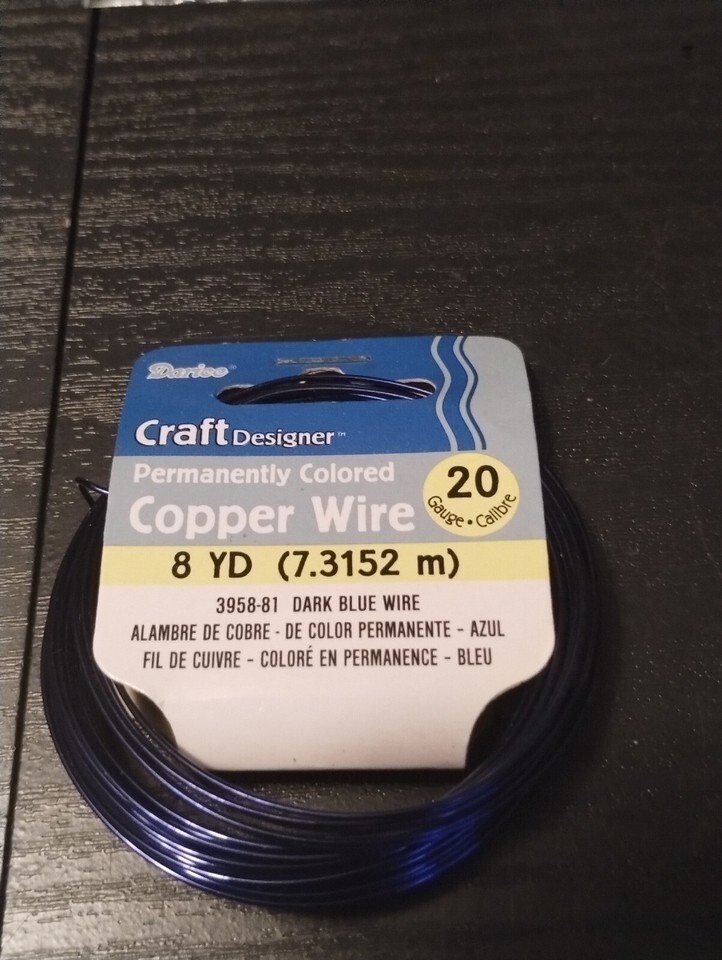 Darice®
Craft Designer™
Permanently Colored
Copper Wire
20
Gauge • Calibre
8 YD (7.3152 m)
3958-81 DARK BLUE WIRE
ALAMBRE DE COBRE - DE COLOR PERMANENTE - AZUL
FIL DE CUIVRE - COLORÉ EN PERMANENCE - BLEU